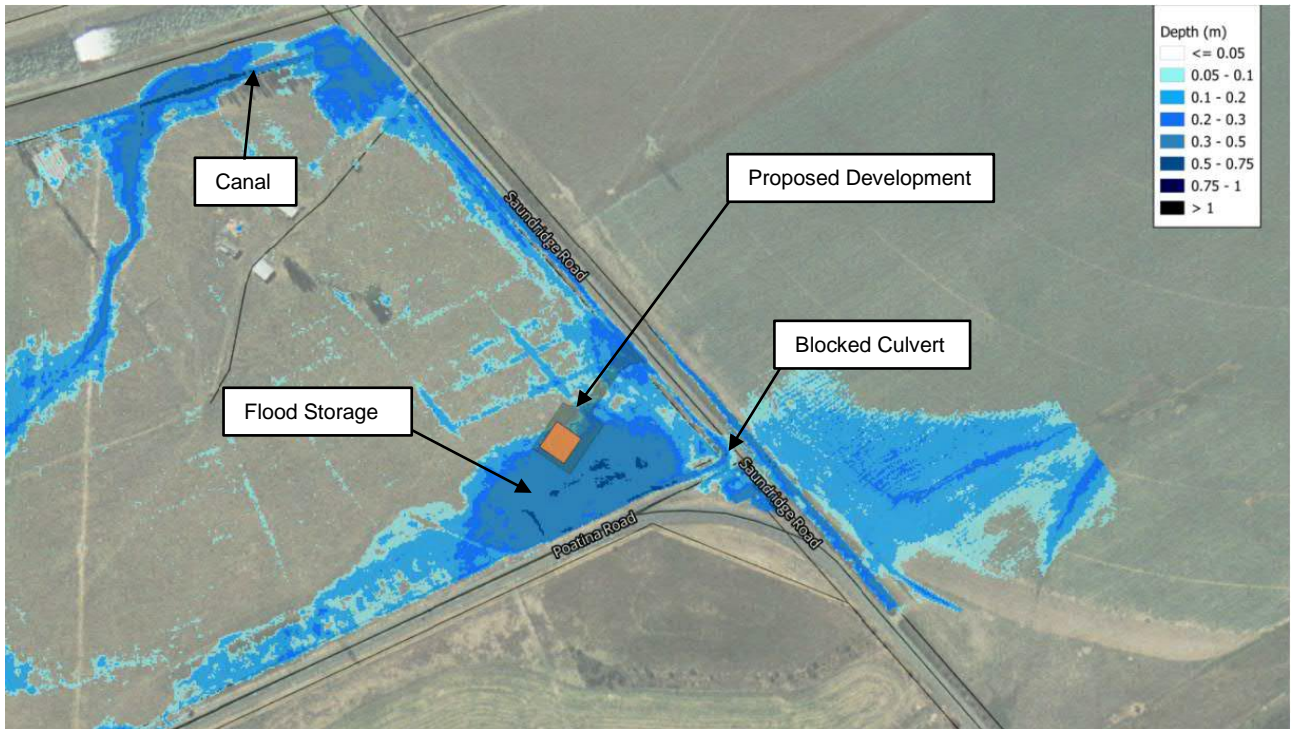 Depth (m)
<= 0.05
0.05 - 0.1
0.1 - 0.2
0.2 - 0.3
0.3 - 0.5
0.5 - 0.75
0.75 - 1
> 1
Canal
Proposed Development
Saundridge Road
Blocked Culvert
Flood Storage
Saundridge Road
Poatina Road